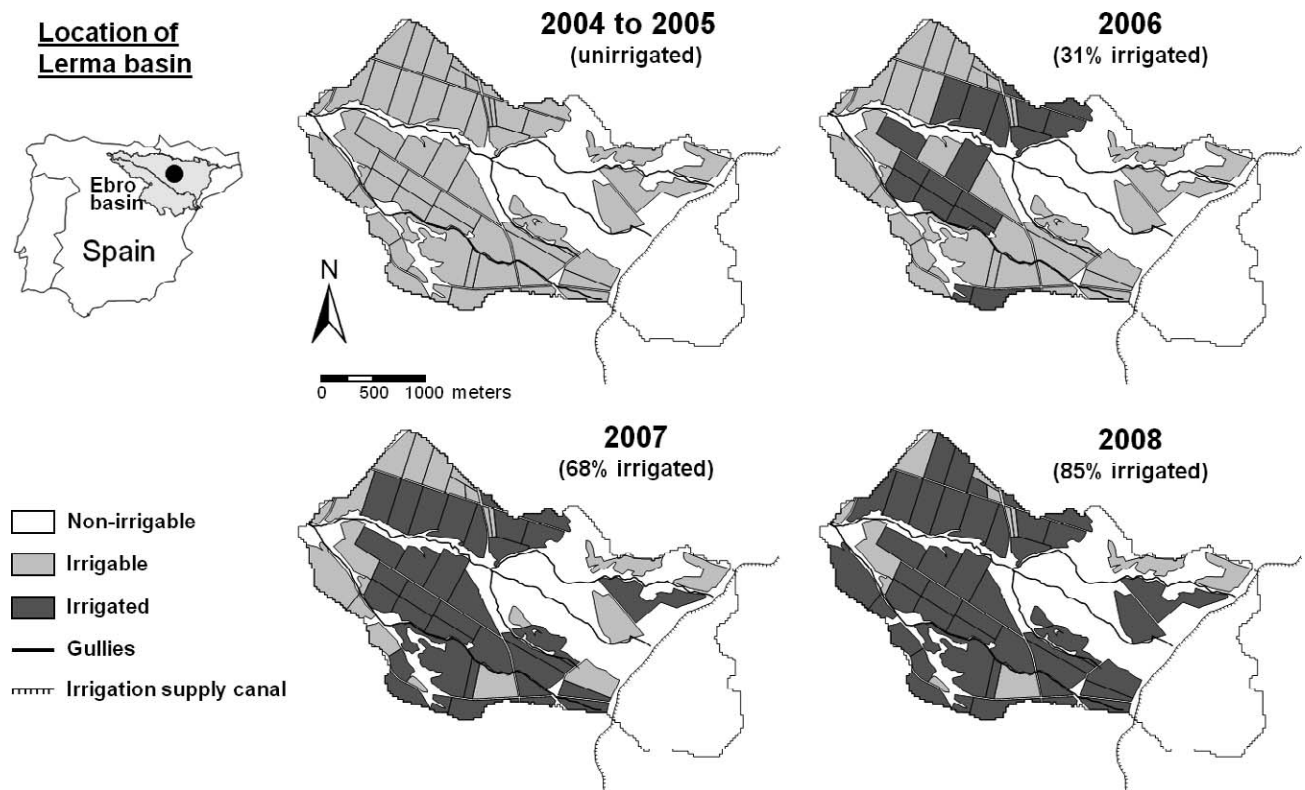 Location of
Lerma basin
Ebro
basin
Spain
2004 to 2005
(unirrigated)
2006
(31% irrigated)
N
0 500 1000 meters
2007
(68% irrigated)
2008
(85% irrigated)
Non-irrigable
Irrigable
Irrigated
Gullies
Irrigation supply canal